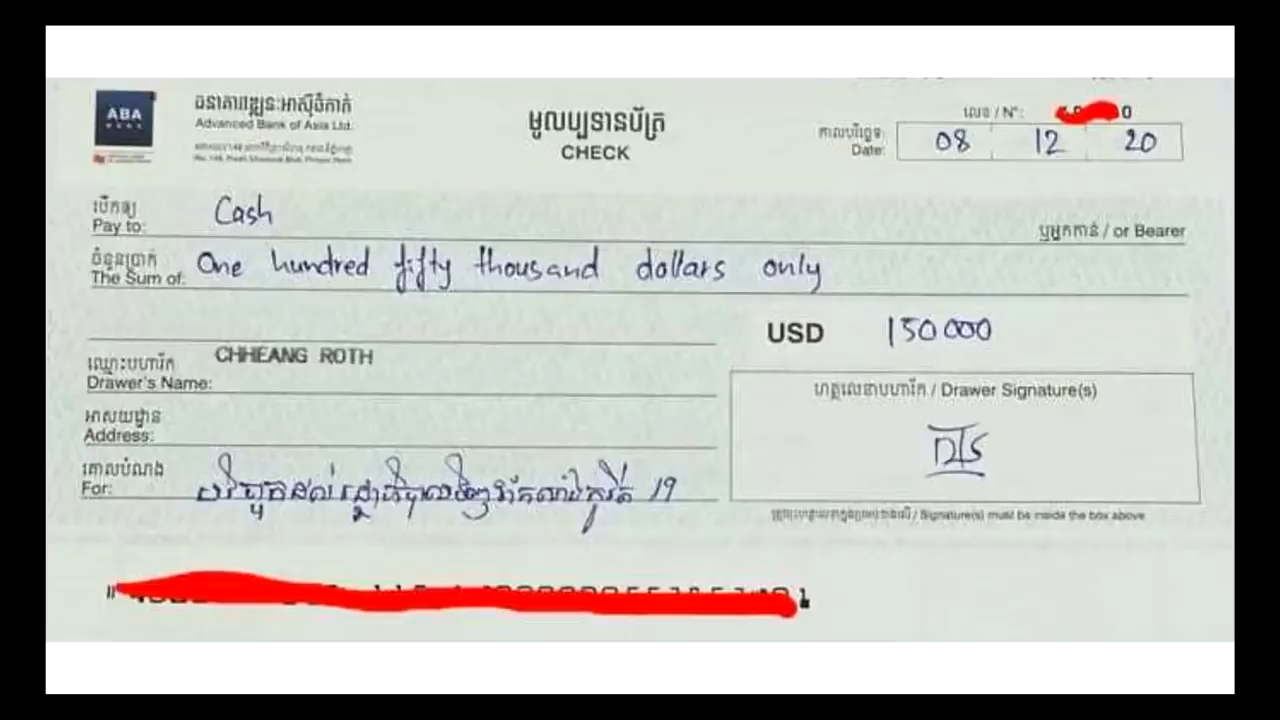 ABA
BANK
ធនាគារវឌ្ឍនៈអាស៊ីចំកាត់
Advanced Bank of Asia Ltd.
មូលប្បទានប័ត្រ
CHECK
លេខ / N°: 0
កាលបរិច្ឆេទ:
Date: 08 12 20
បើកឲ្យ
Pay to: Cash
ឬអ្នកកាន់ / or Bearer
ចំនួនប្រាក់
The Sum of: One hundred fifty thousand dollars only
USD 150000
ឈ្មោះបហារឹក CHHEANG ROTH
Drawer's Name:
ហត្ថលេខាបហារឹក / Drawer Signature(s)
អាសយដ្ឋាន
Address:
គោលបំណង
For: 19
/ Signature(s) must be inside the box above